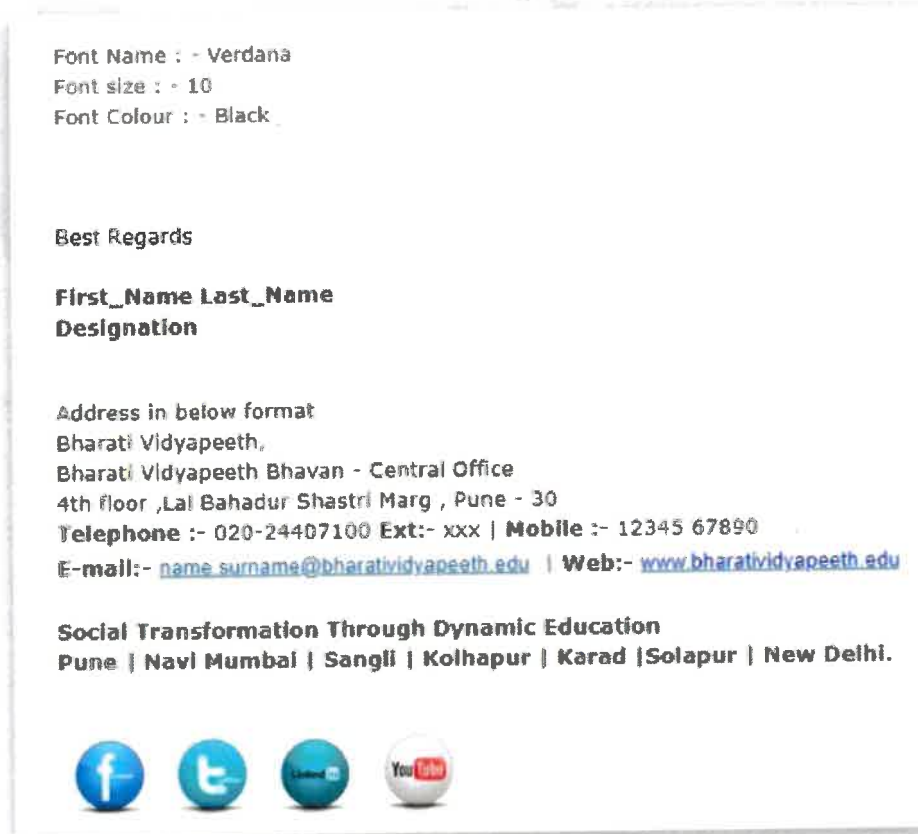 Font Name : - Verdana
Font size : - 10
Font Colour : - Black
Best Regards
First_Name Last_Name
Designation
Address in below format
Bharati Vidyapeeth,
Bharati Vidyapeeth Bhavan - Central Office
4th floor ,Lal Bahadur Shastri Marg , Pune - 30
Telephone :- 020-24407100 Ext:- xxx | Mobile :- 12345 67890
E-mail:- name.surname@bharatividyapeeth.edu | Web:- www.bharatividyapeeth.edu
Social Transformation Through Dynamic Education
Pune | Navi Mumbai | Sangli | Kolhapur | Karad |Solapur | New Delhi.
f t Linked in You Tube